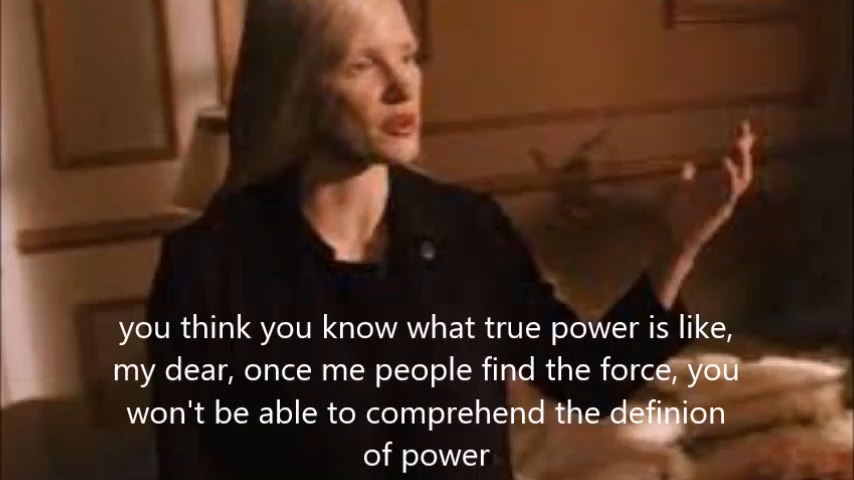 you think you know what true power is like,
my dear, once me people find the force, you
won't be able to comprehend the definion
of power